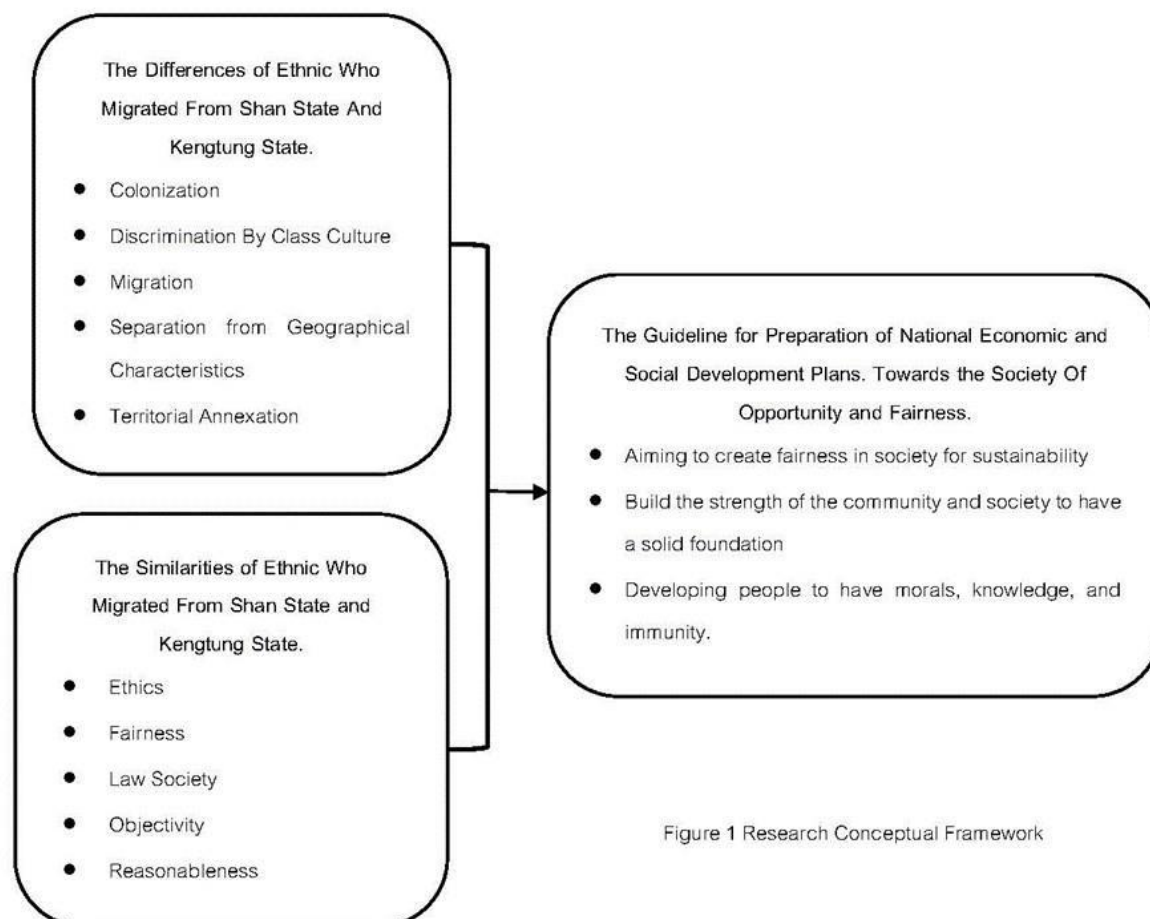 The Differences of Ethnic Who
Migrated From Shan State And
Kengtung State.
● Colonization
● Discrimination By Class Culture
● Migration
● Separation from Geographical
Characteristics
● Territorial Annexation
The Similarities of Ethnic Who
Migrated From Shan State and
Kengtung State.
● Ethics
● Fairness
● Law Society
● Objectivity
● Reasonableness
The Guideline for Preparation of National Economic and
Social Development Plans. Towards the Society Of
Opportunity and Fairness.
● Aiming to create fairness in society for sustainability
● Build the strength of the community and society to have
a solid foundation
● Developing people to have morals, knowledge, and
immunity.
Figure 1 Research Conceptual Framework